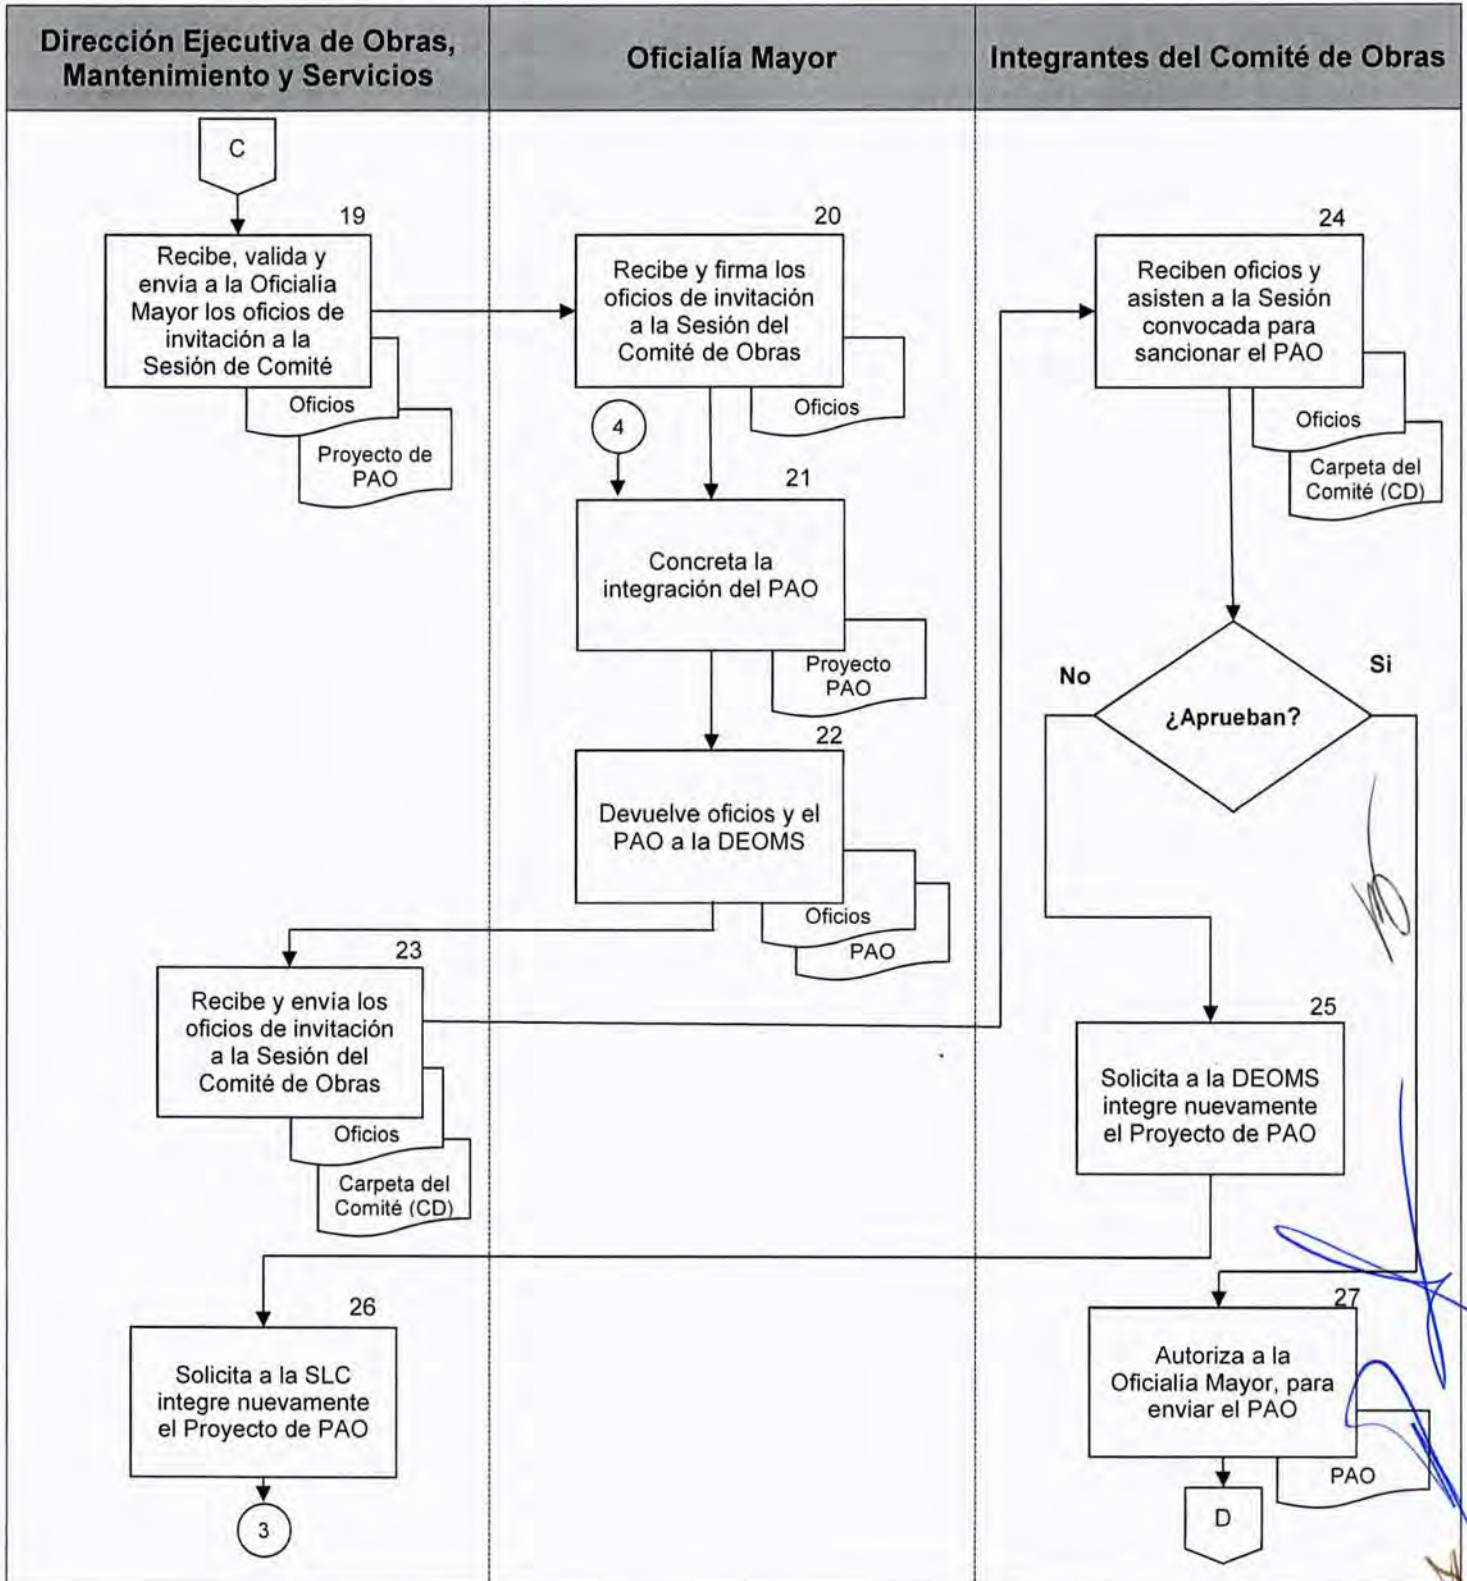 Dirección Ejecutiva de Obras,
Mantenimiento y Servicios
Oficialía Mayor
Integrantes del Comité de Obras
C
19
Recibe, valida y
envía a la Oficialía
Mayor los oficios de
invitación a la
Sesión de Comité
Oficios
Proyecto de
PAO
20
Recibe y firma los
oficios de invitación
a la Sesión del
Comité de Obras
Oficios
4
21
Concreta la
integración del PAO
Proyecto
PAO
22
Devuelve oficios y el
PAO a la DEOMS
Oficios
PAO
23
Recibe y envía los
oficios de invitación
a la Sesión del
Comité de Obras
Oficios
Carpeta del
Comité (CD)
24
Reciben oficios y
asisten a la Sesión
convocada para
sancionar el PAO
Oficios
Carpeta del
Comité (CD)
¿Aprueban?
No
Si
25
Solicita a la DEOMS
integre nuevamente
el Proyecto de PAO
26
Solicita a la SLC
integre nuevamente
el Proyecto de PAO
3
27
Autoriza a la
Oficialía Mayor, para
enviar el PAO
PAO
D